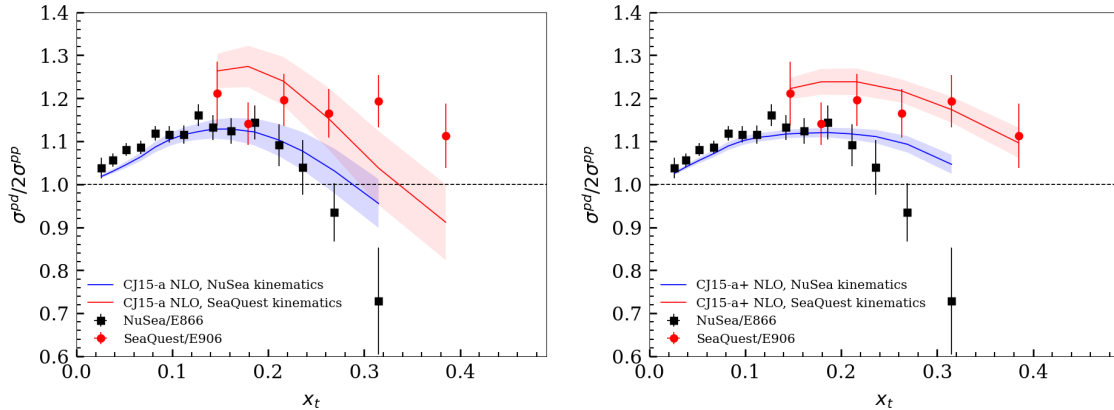 1.4
1.3
1.2
1.1
1.0
0.9
0.8
0.7
0.6
σ^{pd}/2σ^{pp}
CJ15-a NLO, NuSea kinematics
CJ15-a NLO, SeaQuest kinematics
NuSea/E866
SeaQuest/E906
0.0 0.1 0.2 0.3 0.4
x_t
1.4
1.3
1.2
1.1
1.0
0.9
0.8
0.7
0.6
σ^{pd}/2σ^{pp}
CJ15-a+ NLO, NuSea kinematics
CJ15-a+ NLO, SeaQuest kinematics
NuSea/E866
SeaQuest/E906
0.0 0.1 0.2 0.3 0.4
x_t